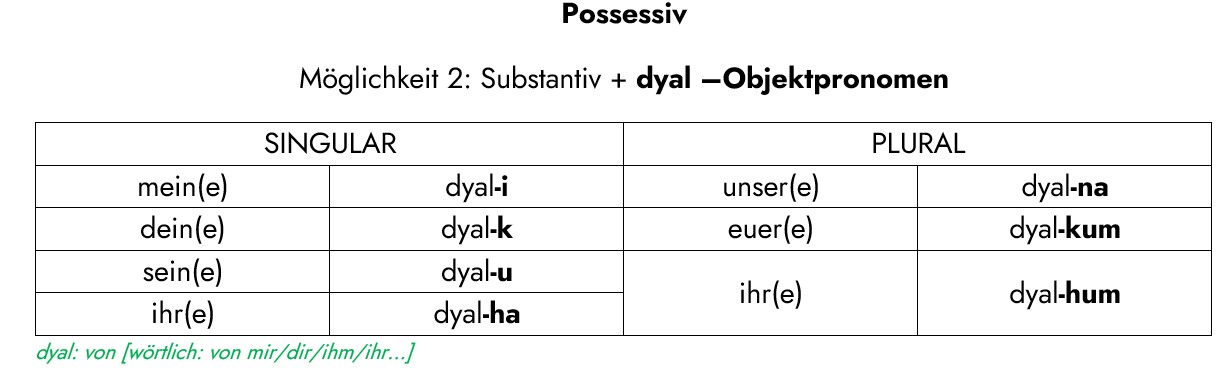 Possessiv
Möglichkeit 2: Substantiv + dyal –Objektpronomen
SINGULAR PLURAL
mein(e) dyal-i unser(e) dyal-na
dein(e) dyal-k euer(e) dyal-kum
sein(e) dyal-u
ihr(e) dyal-hum
ihr(e) dyal-ha
dyal: von [wörtlich: von mir/dir/ihm/ihr...]